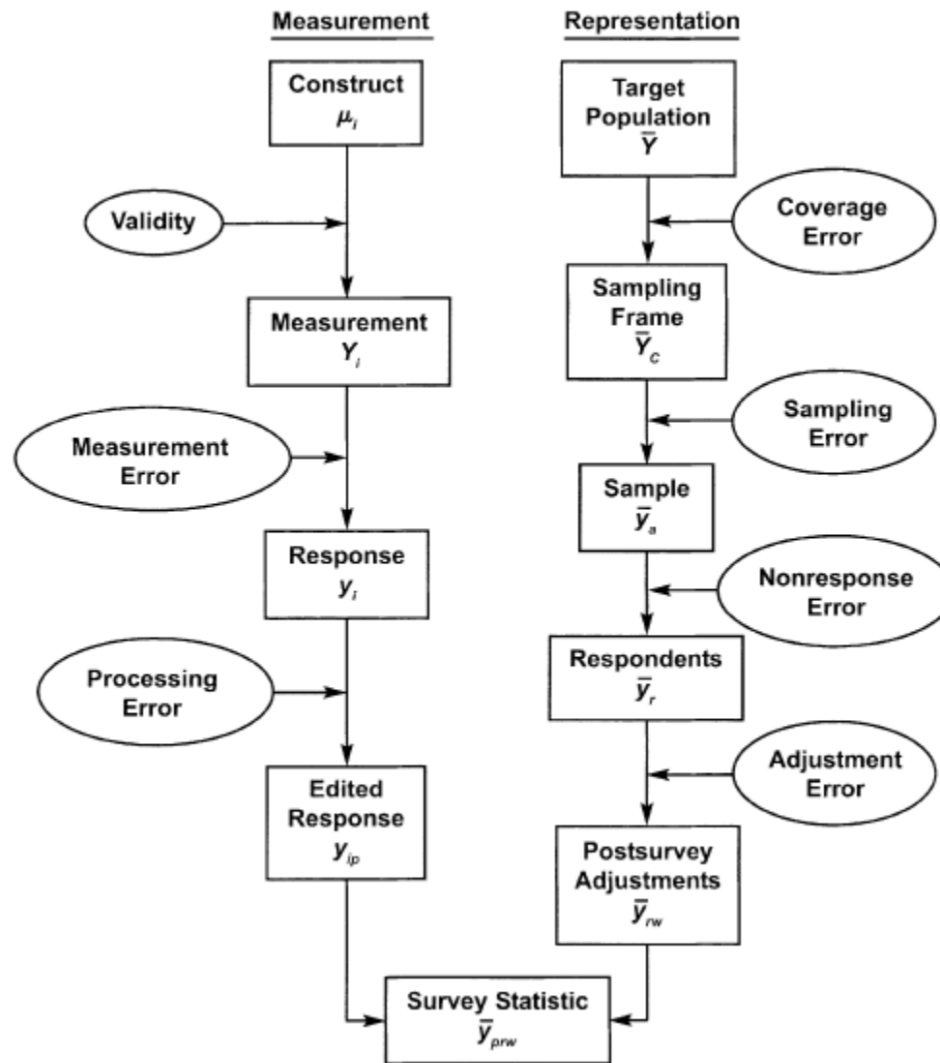 Measurement
Construct
μi
Validity
Measurement
Yi
Measurement
Error
Response
yi
Processing
Error
Edited
Response
yip
Representation
Target
Population
Ȳ
Coverage
Error
Sampling
Frame
Ȳc
Sampling
Error
Sample
ȳa
Nonresponse
Error
Respondents
ȳr
Adjustment
Error
Postsurvey
Adjustments
ȳrw
Survey Statistic
ȳprw